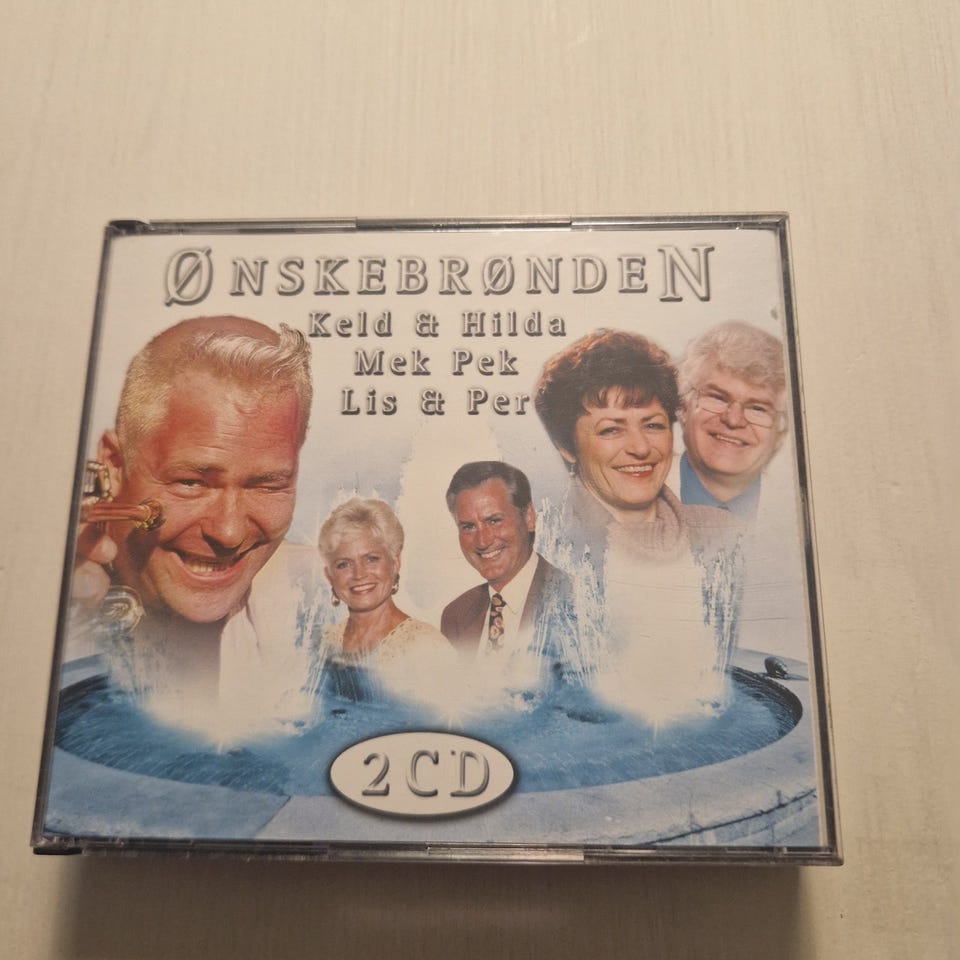 ØNSKEBRØNDEN
Keld & Hilda
Mek Pek
Lis & Per
2CD